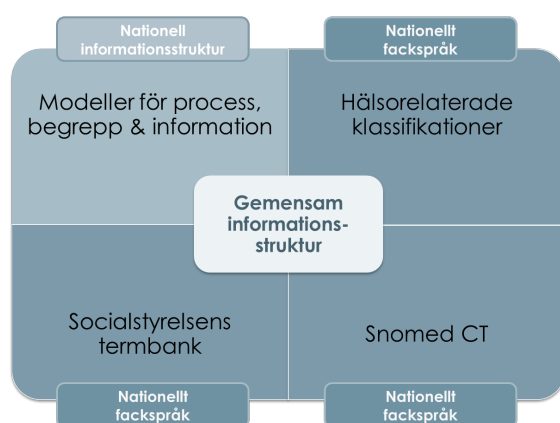 Nationell
informationsstruktur
Nationellt
fackspråk
Modeller för process,
begrepp & information
Hälsorelaterade
klassifikationer
Gemensam
informations-
struktur
Socialstyrelsens
termbank
Snomed CT
Nationellt
fackspråk
Nationellt
fackspråk